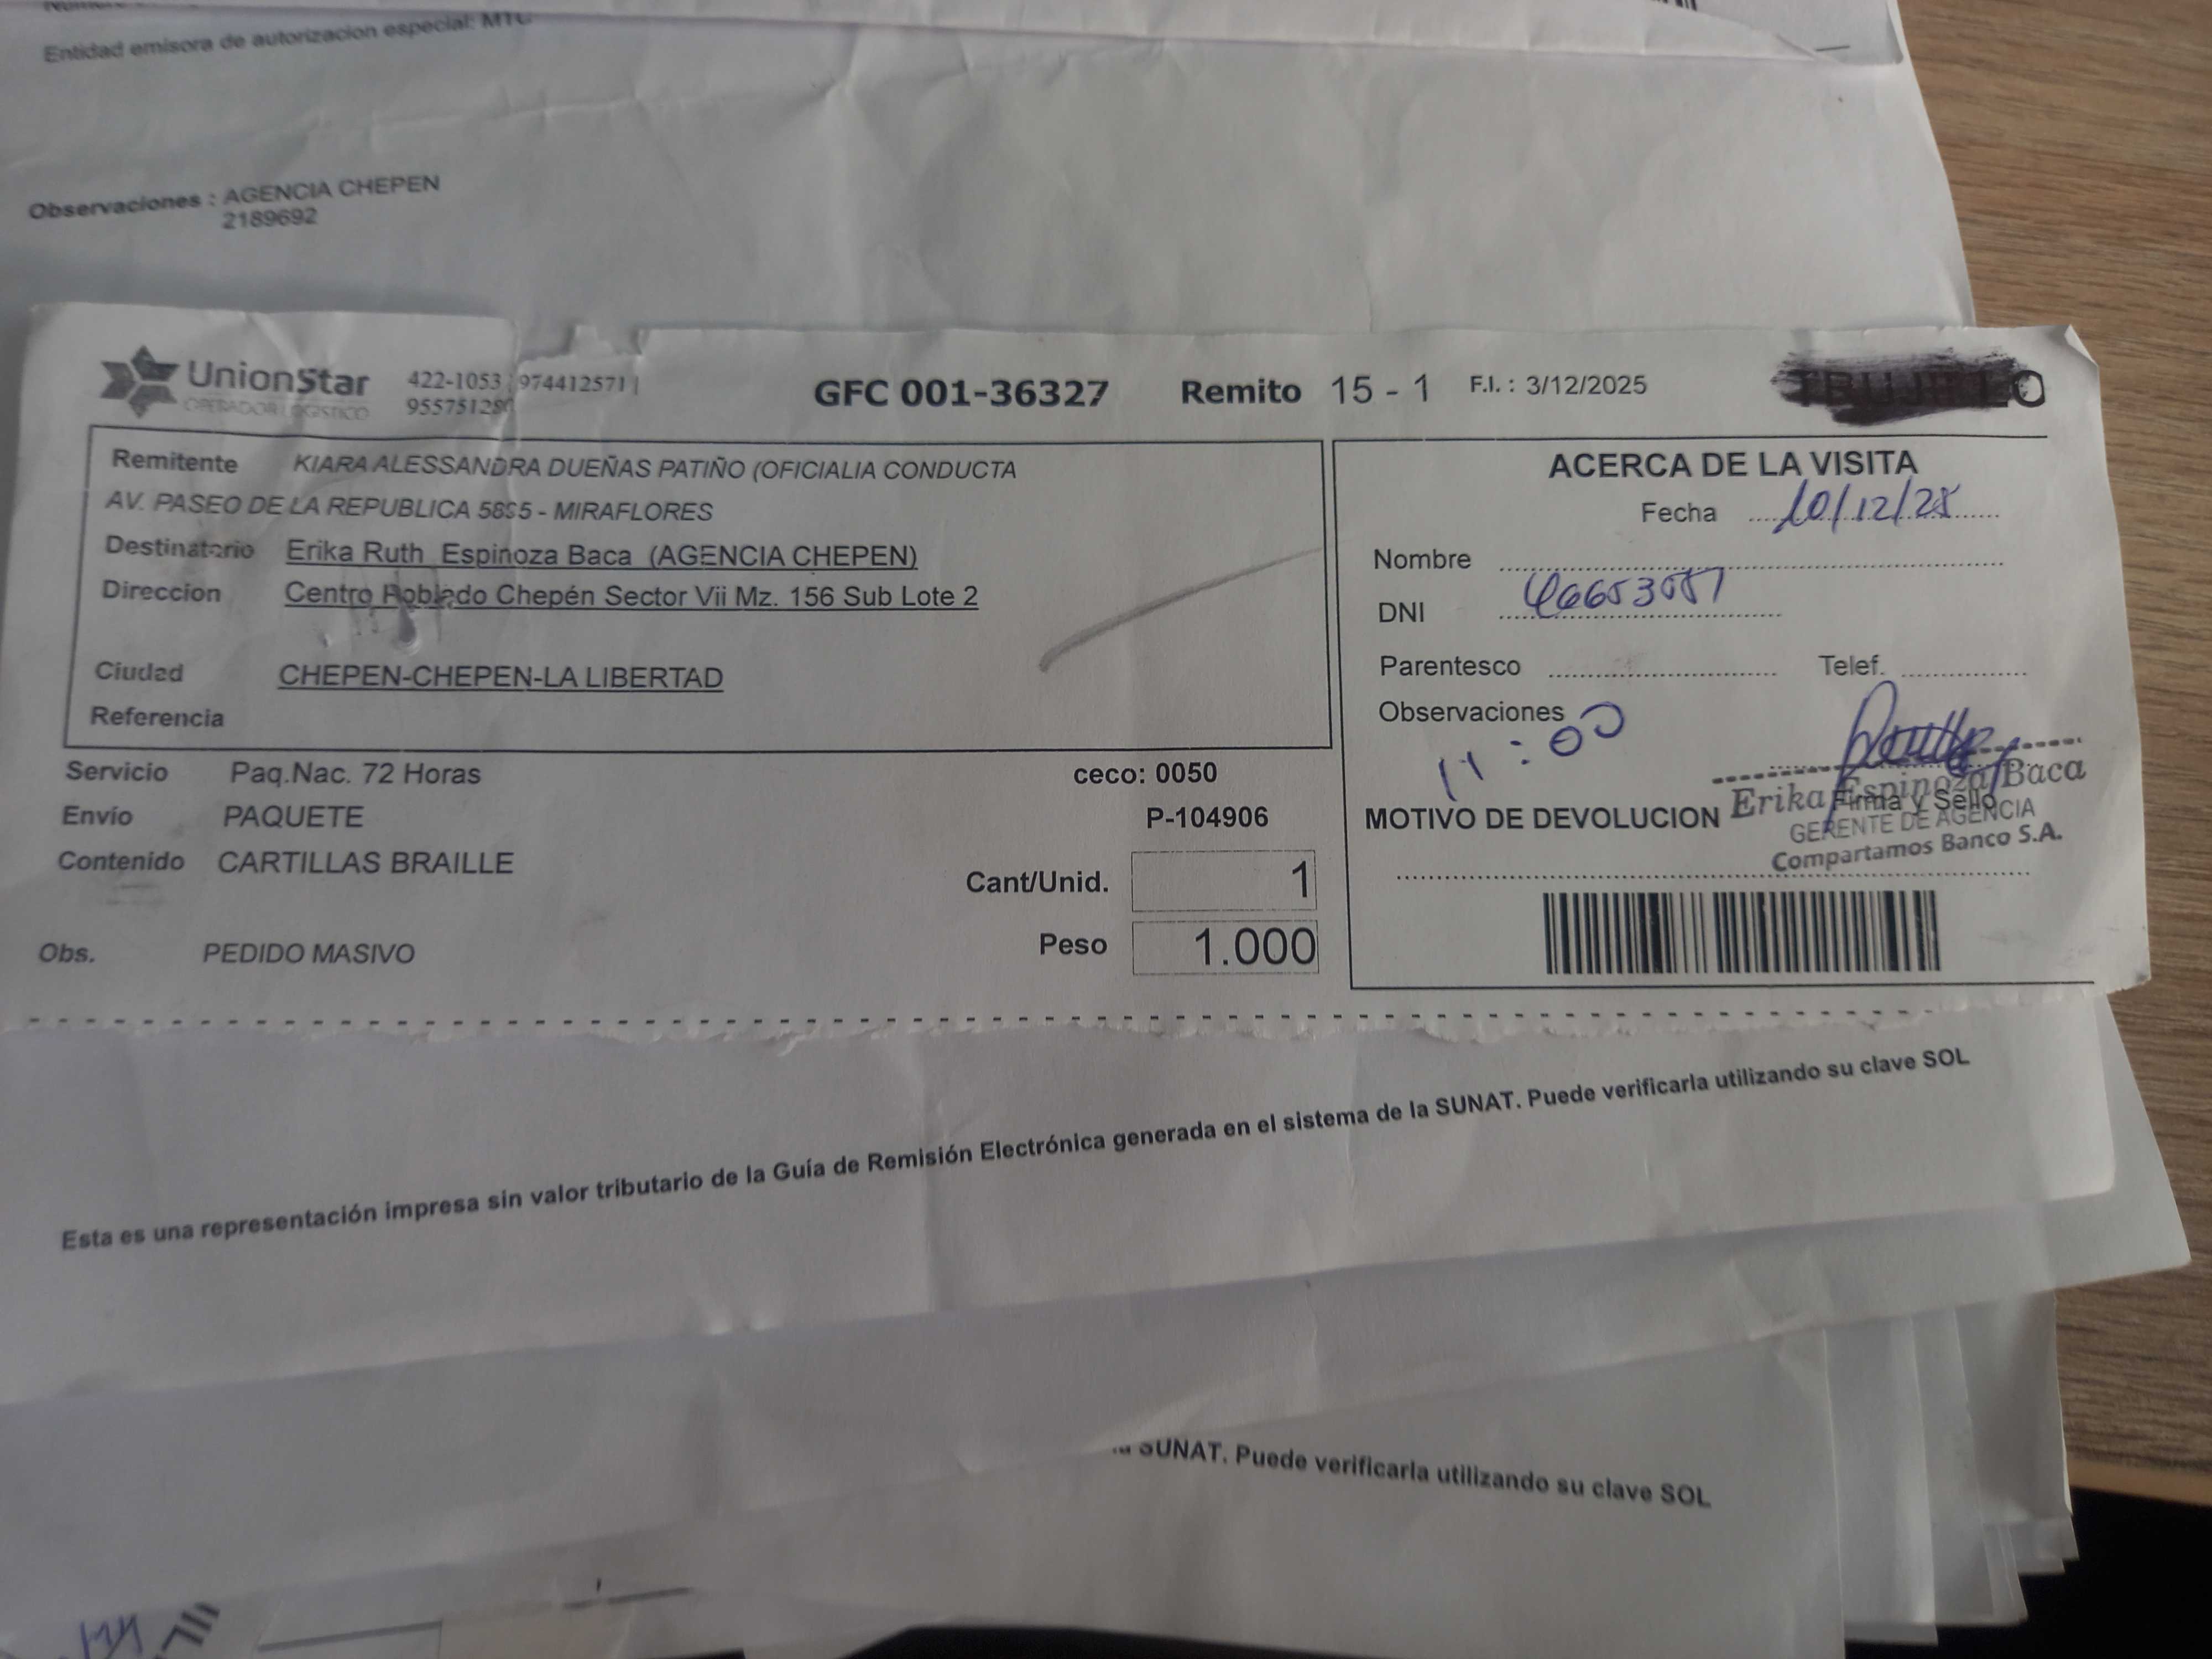 Entidad emisora de autorizacion especial: MTC
Observaciones : AGENCIA CHEPEN
2189692
UnionStar
OPERADOR LOGISTICO
422-1053 974412571
GFC 001-36327
Remito 15 - 1
F.I. : 3/12/2025
TRUJILLO
Remitente KIARA ALESSANDRA DUEÑAS PATIÑO (OFICIALIA CONDUCTA
AV. PASEO DE LA REPUBLICA - MIRAFLORES
Destinatario Erika Ruth Espinoza Baca (AGENCIA CHEPEN)
Direccion Centro Poblado Chepén Sector Vii Mz. 156 Sub Lote 2
Ciudad CHEPEN-CHEPEN-LA LIBERTAD
Referencia
Servicio Paq.Nac. 72 Horas
ceco: 0050
Envío PAQUETE
P-104906
Contenido CARTILLAS BRAILLE
Cant/Unid. 1
Peso 1.000
Obs. PEDIDO MASIVO
ACERCA DE LA VISITA
Fecha 10/12/25
Nombre
DNI
Parentesco Telef.
Observaciones
11:00
Erika Espinoza Baca
Firma y Sello
GERENTE DE AGENCIA
Compartamos Banco S.A.
MOTIVO DE DEVOLUCION
Esta es una representación impresa sin valor tributario de la Guía de Remisión Electrónica generada en el sistema de la SUNAT. Puede verificarla utilizando su clave SOL
SUNAT. Puede verificarla utilizando su clave SOL